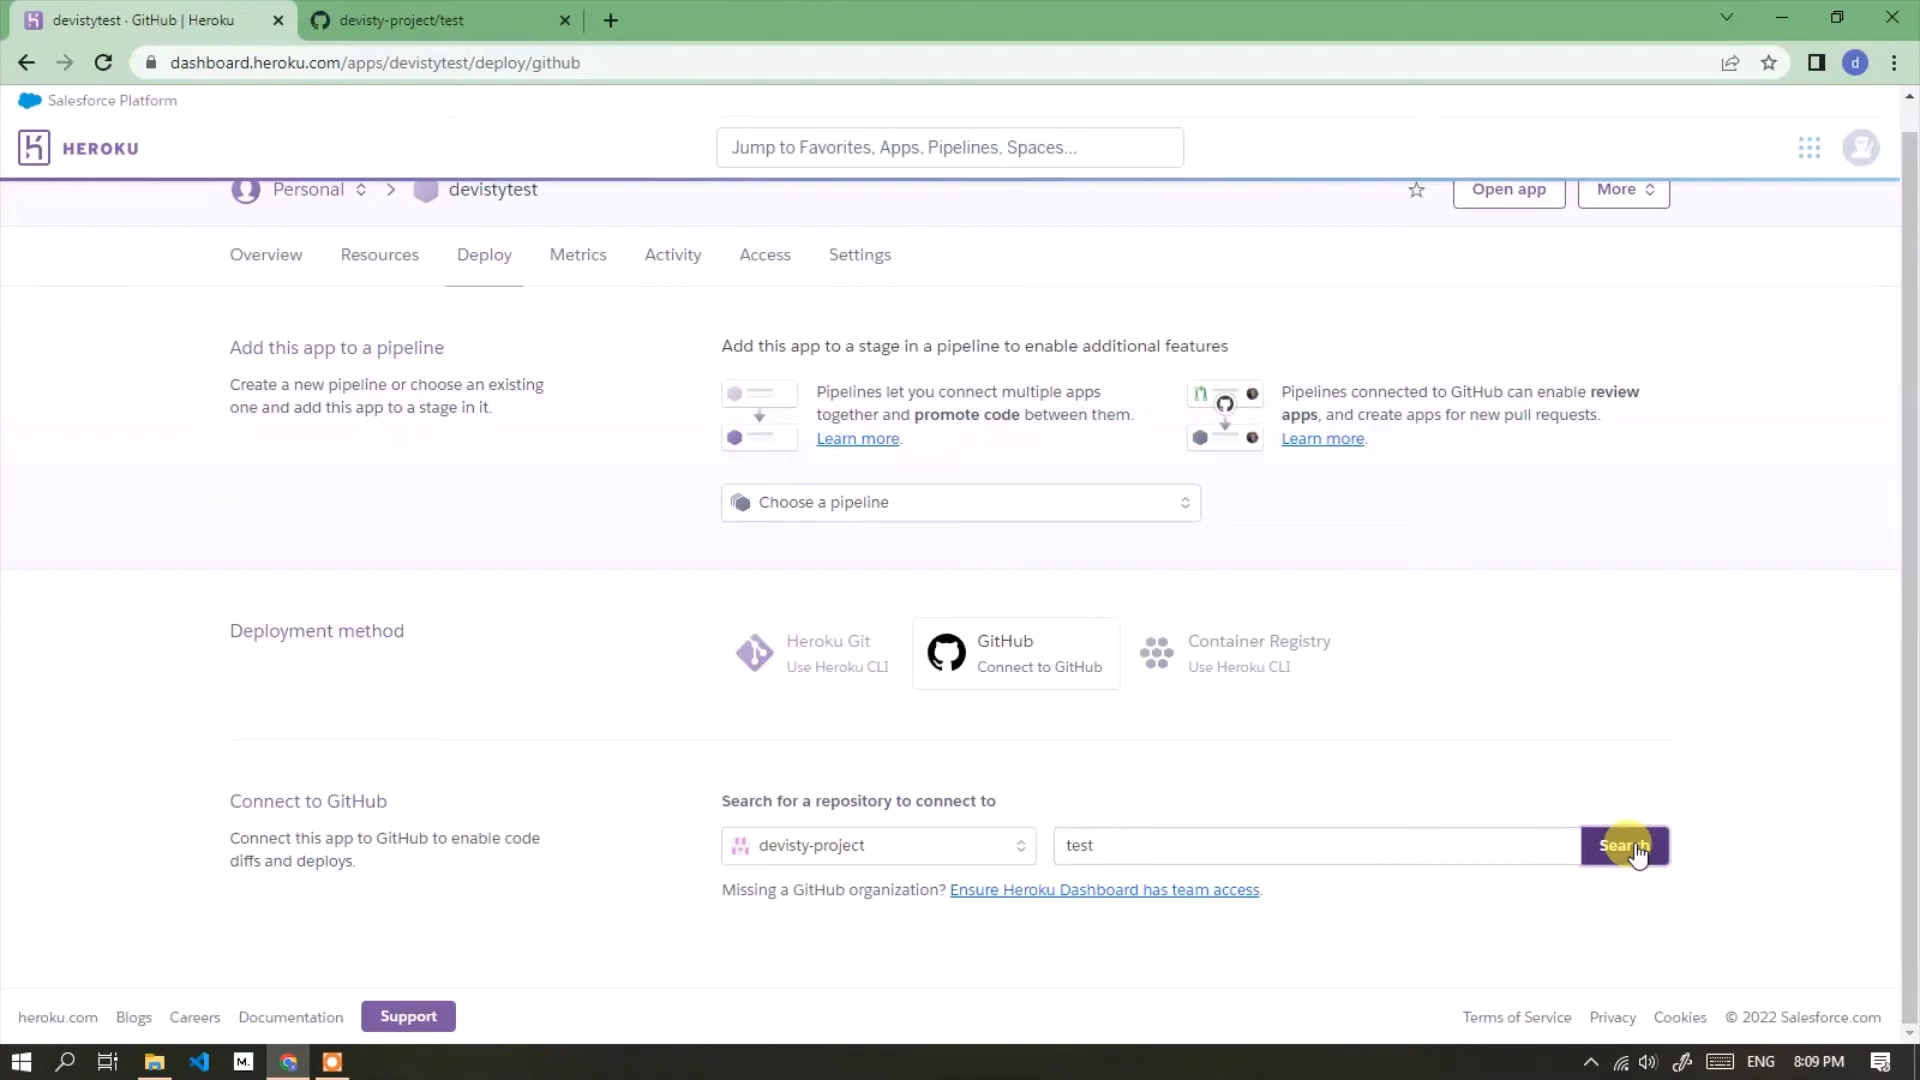 devistytest · GitHub | Heroku
devisty-project/test
dashboard.heroku.com/apps/devistytest/deploy/github
d
Salesforce Platform
HEROKU
Jump to Favorites, Apps, Pipelines, Spaces...
Personal
devistytest
Open app
More
Overview
Resources
Deploy
Metrics
Activity
Access
Settings
Add this app to a pipeline
Create a new pipeline or choose an existing
one and add this app to a stage in it.
Add this app to a stage in a pipeline to enable additional features
Pipelines let you connect multiple apps
together and promote code between them.
Learn more.
Pipelines connected to GitHub can enable review
apps, and create apps for new pull requests.
Learn more.
Choose a pipeline
Deployment method
Heroku Git
Use Heroku CLI
GitHub
Connect to GitHub
Container Registry
Use Heroku CLI
Connect to GitHub
Connect this app to GitHub to enable code
diffs and deploys.
Search for a repository to connect to
devisty-project
test
Search
Missing a GitHub organization? Ensure Heroku Dashboard has team access.
heroku.com
Blogs
Careers
Documentation
Support
Terms of Service
Privacy
Cookies
© 2022 Salesforce.com
M.
ENG
8:09 PM